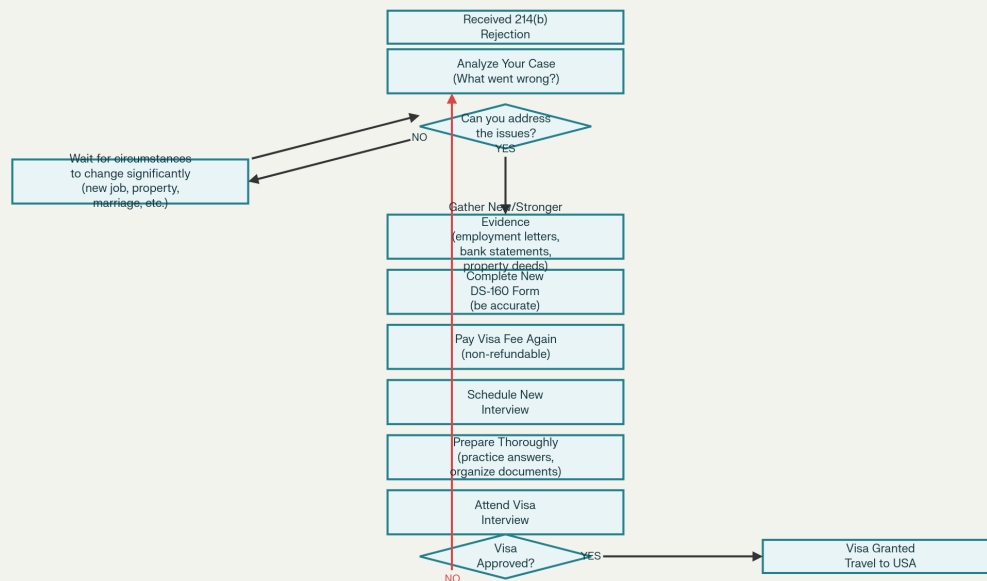 Received 214(b)
Rejection
Analyze Your Case
(What went wrong?)
Can you address
the issues?
NO
YES
Wait for circumstances
to change significantly
(new job, property,
marriage, etc.)
Gather New/Stronger
Evidence
(employment letters,
bank statements,
property deeds)
Complete New
DS-160 Form
(be accurate)
Pay Visa Fee Again
(non-refundable)
Schedule New
Interview
Prepare Thoroughly
(practice answers,
organize documents)
Attend Visa
Interview
Visa
Approved?
YES
Visa Granted
Travel to USA
NO